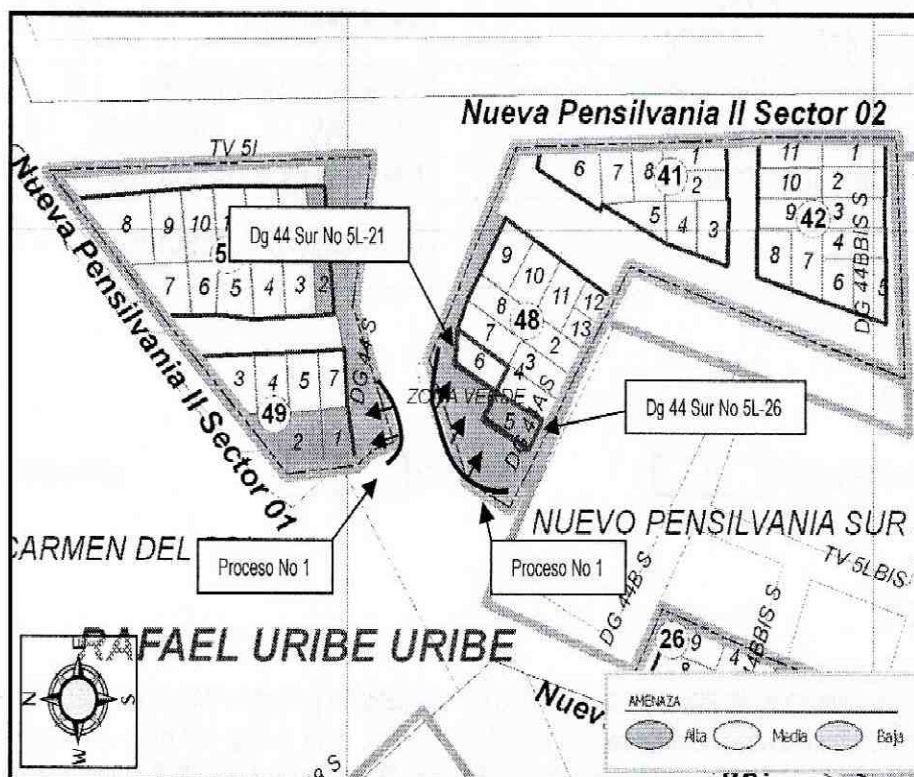 Nueva Pensilvania II Sector 02
TV 5I
Nueva Pensilvania II Sector 01
Dg 44 Sur No 5L-21
6 7 8 41 1 2
5 4 3
11 1
10 2
9 42 3
8 7 4
6 5
DG 44BBIS S
8 9 10
7 6 5 4 3 2
DG 44 S
3 4 5 7
49
2 1
9 10 11 12
8 48 13
7 2
6 4 3
5
ZONA VERDE
Dg 44 Sur No 5L-26
Proceso No 1
Proceso No 1
NUEVO PENSILVANIA SUR
CARMEN DEL
TV 5LBIS
DG 44B S
RAFAEL URIBE URIBE
26 9 4
Nuev
E
N S
W
AMENAZA
Alta Media Baja